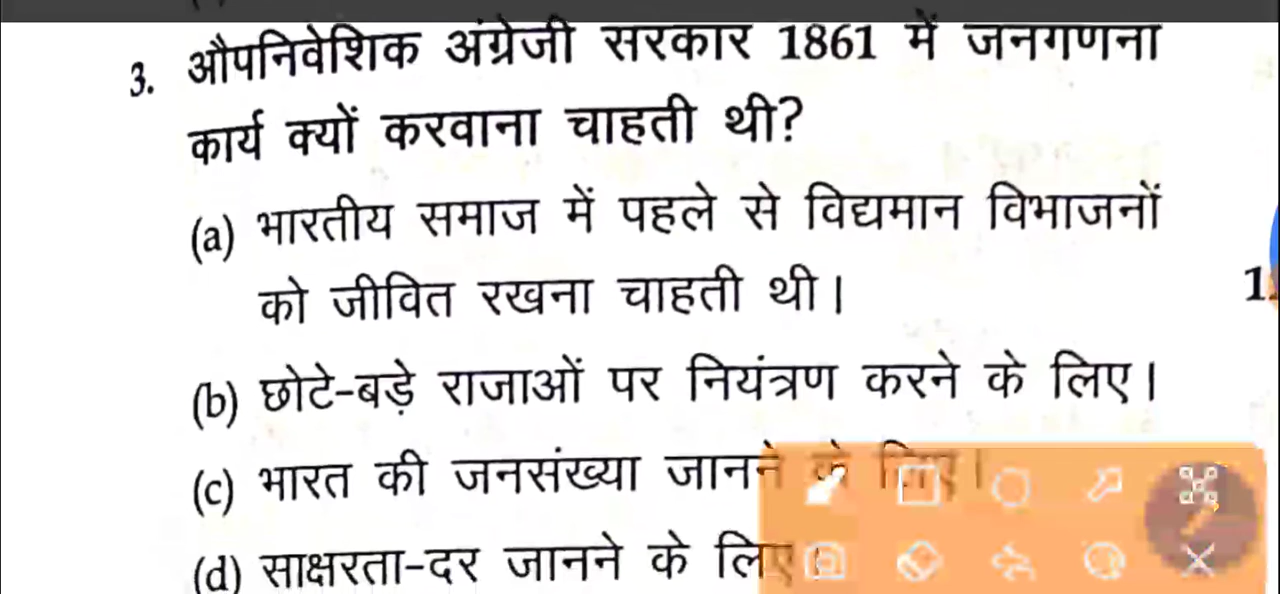 3. औपनिवेशिक अंग्रेजी सरकार 1861 में जनगणना
कार्य क्यों करवाना चाहती थी?
(a) भारतीय समाज में पहले से विद्यमान विभाजनों
को जीवित रखना चाहती थी।
1
(b) छोटे-बड़े राजाओं पर नियंत्रण करने के लिए।
(c) भारत की जनसंख्या जानने के लिए।
(d) साक्षरता-दर जानने के लिए।